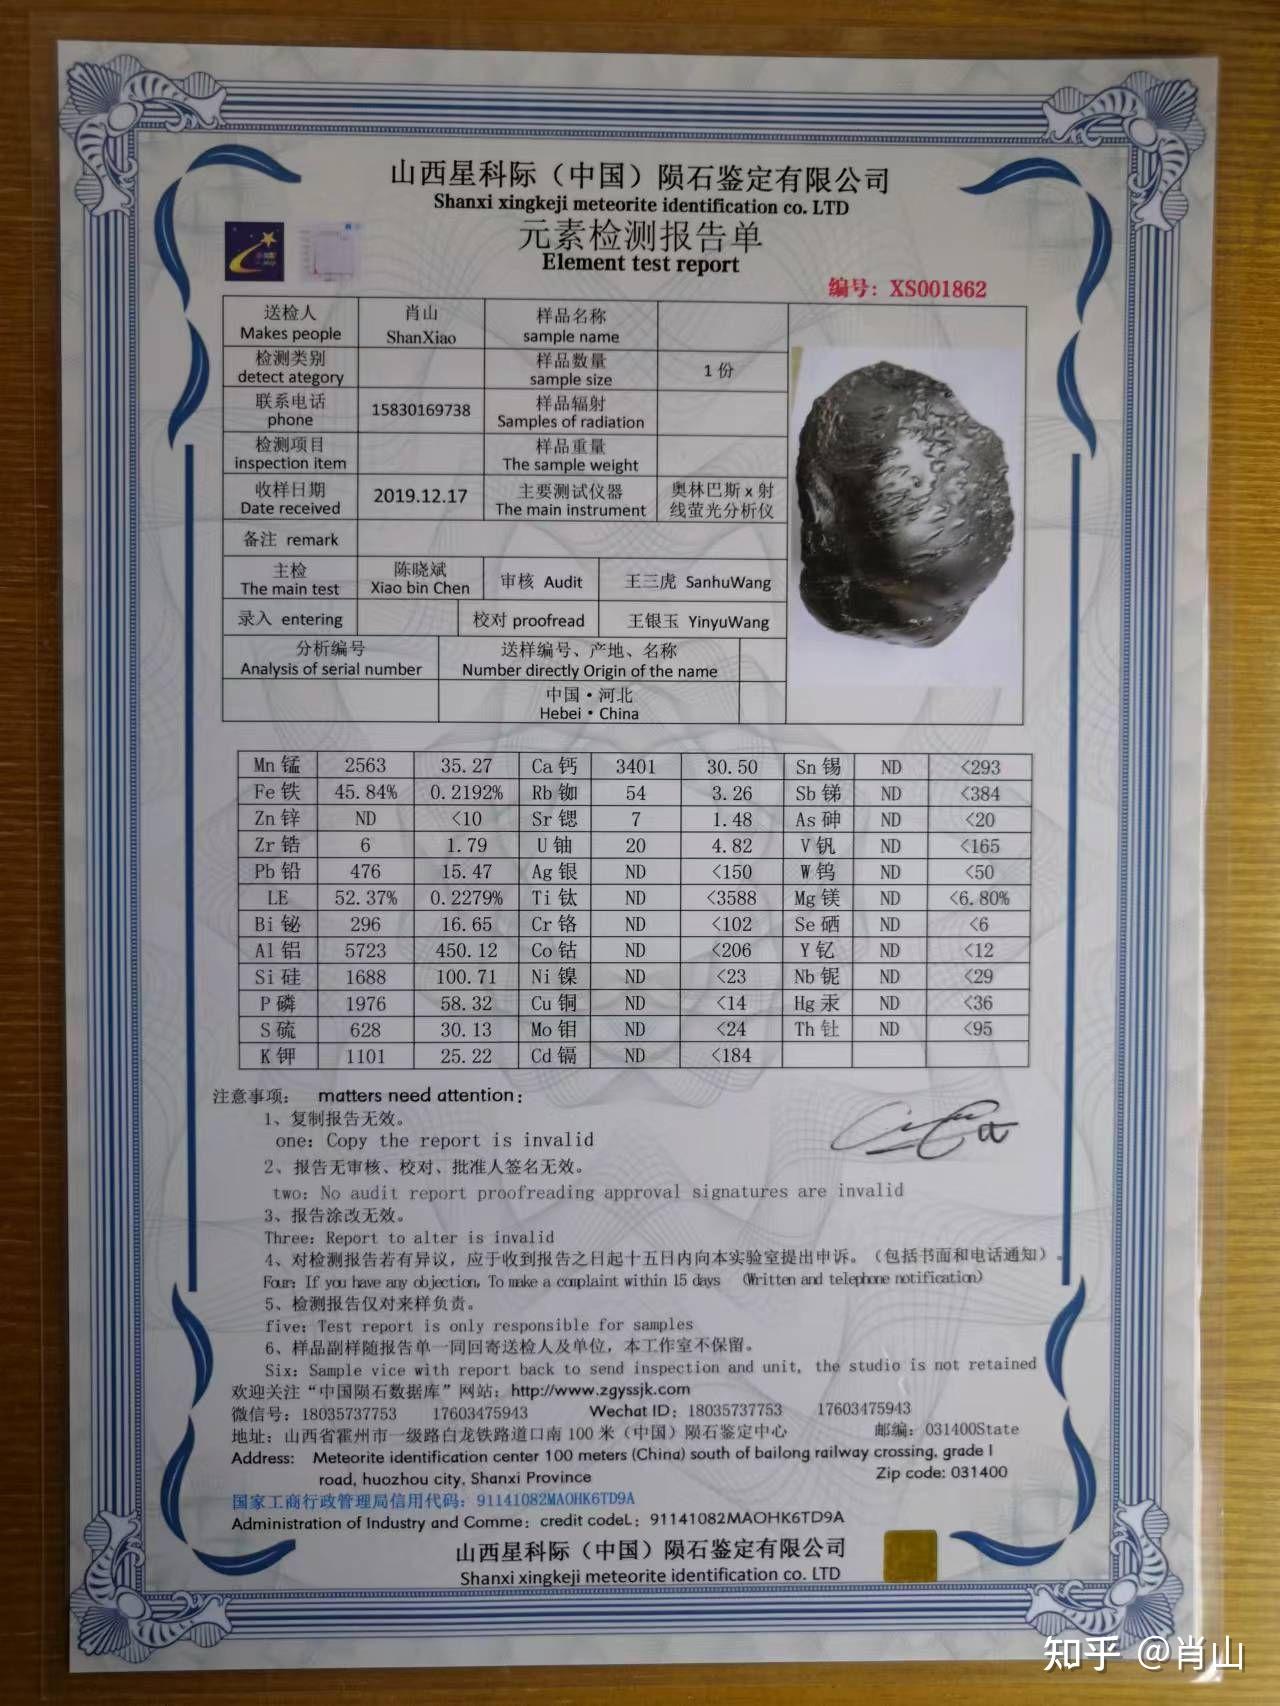 山西星科际（中国）陨石鉴定有限公司
Shanxi xingkeji meteorite identification co. LTD
元素检测报告单
Element test report
编号：XS001862
送检人 肖山 样品名称
Makes people ShanXiao sample name
检测类别 样品数量 1 份
detect ategory sample size
联系电话 15830169738 样品辐射
phone Samples of radiation
检测项目 样品重量
inspection item The sample weight
收样日期 2019.12.17 主要测试仪器 奥林巴斯 x 射
Date received The main instrument 线萤光分析仪
备注 remark
主检 陈晓斌 审核 Audit 王三虎 SanhuWang
The main test Xiao bin Chen
录入 entering 校对 proofread 王银玉 YinyuWang
分析编号 送样编号、产地、名称
Analysis of serial number Number directly Origin of the name
中国·河北
Hebei·China
Mn 锰 2563 35.27 Ca 钙 3401 30.50 Sn 锡 ND <293
Fe 铁 45.84% 0.2192% Rb 铷 54 3.26 Sb 锑 ND <384
Zn 锌 ND <10 Sr 锶 7 1.48 As 砷 ND <20
Zr 锆 6 1.79 U 铀 20 4.82 V 钒 ND <165
Pb 铅 476 15.47 Ag 银 ND <150 W 钨 ND <50
LE 52.37% 0.2279% Ti 钛 ND <3588 Mg 镁 ND <6.80%
Bi 铋 296 16.65 Cr 铬 ND <102 Se 硒 ND <6
Al 铝 5723 450.12 Co 钴 ND <206 Y 钇 ND <12
Si 硅 1688 100.71 Ni 镍 ND <23 Nb 铌 ND <29
P 磷 1976 58.32 Cu 铜 ND <14 Hg 汞 ND <36
S 硫 628 30.13 Mo 钼 ND <24 Th 钍 ND <95
K 钾 1101 25.22 Cd 镉 ND <184
注意事项： matters need attention：
1、复制报告无效。
one：Copy the report is invalid
2、报告无审核、校对、批准人签名无效。
two：No audit report proofreading approval signatures are invalid
3、报告涂改无效。
Three：Report to alter is invalid
4、对检测报告若有异议，应于收到报告之日起十五日内向本实验室提出申诉。（包括书面和电话通知）。
Four：If you have any objection, To make a complaint within 15 days （Written and telephone notification）
5、检测报告仅对来样负责。
five：Test report is only responsible for samples
6、样品副样随报告单一同回寄送检人及单位，本工作室不保留。
Six：Sample vice with report back to send inspection and unit, the studio is not retained
欢迎关注“中国陨石数据库”网站：http://www.zgyssjk.com
微信号：18035737753 17603475943 Wechat ID：18035737753 17603475943
地址：山西省霍州市一级路白龙铁路道口南 100 米（中国）陨石鉴定中心 邮编：031400State
Address: Meteorite identification center 100 meters (China) south of bailong railway crossing, grade I
road, huozhou city, Shanxi Province Zip code: 031400
国家工商行政管理局信用代码：91141082MAOHK6TD9A
Administration of Industry and Comme：credit codeL：91141082MAOHK6TD9A
山西星科际（中国）陨石鉴定有限公司
Shanxi xingkeji meteorite identification co. LTD
知乎 @肖山